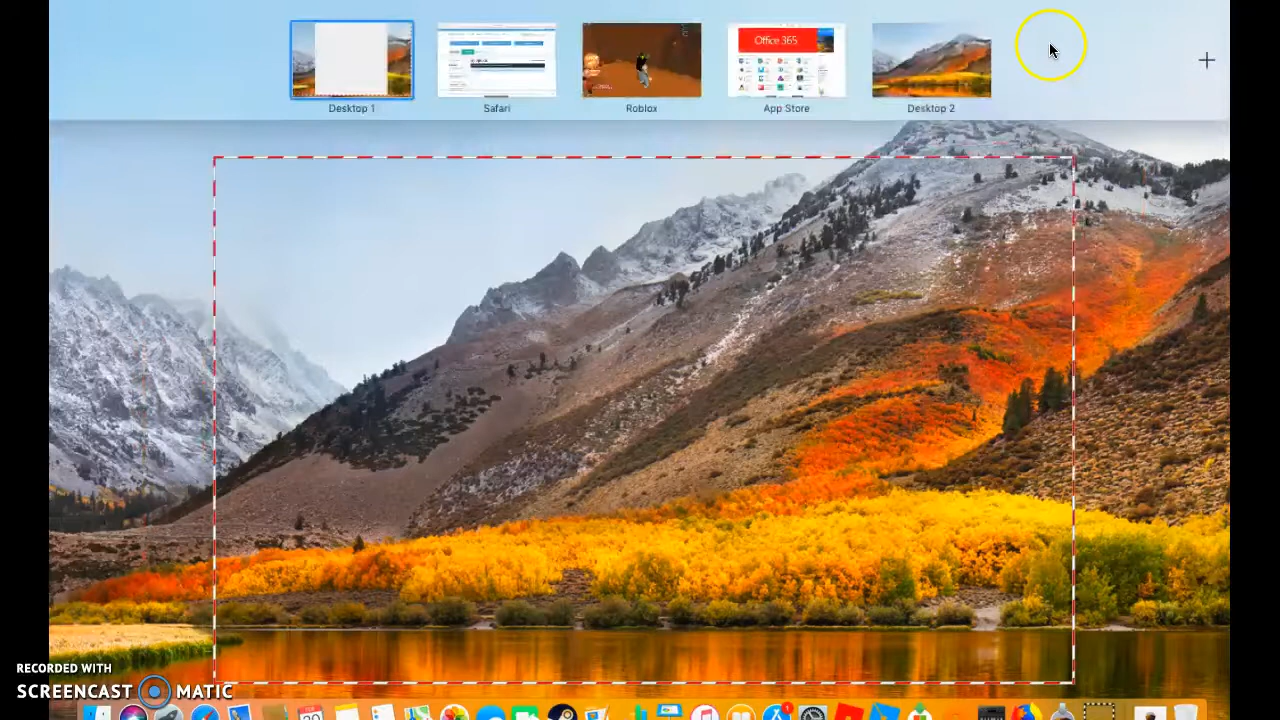 Office 365
Desktop 1
Safari
Roblox
App Store
Desktop 2
RECORDED WITH
SCREENCAST MATIC